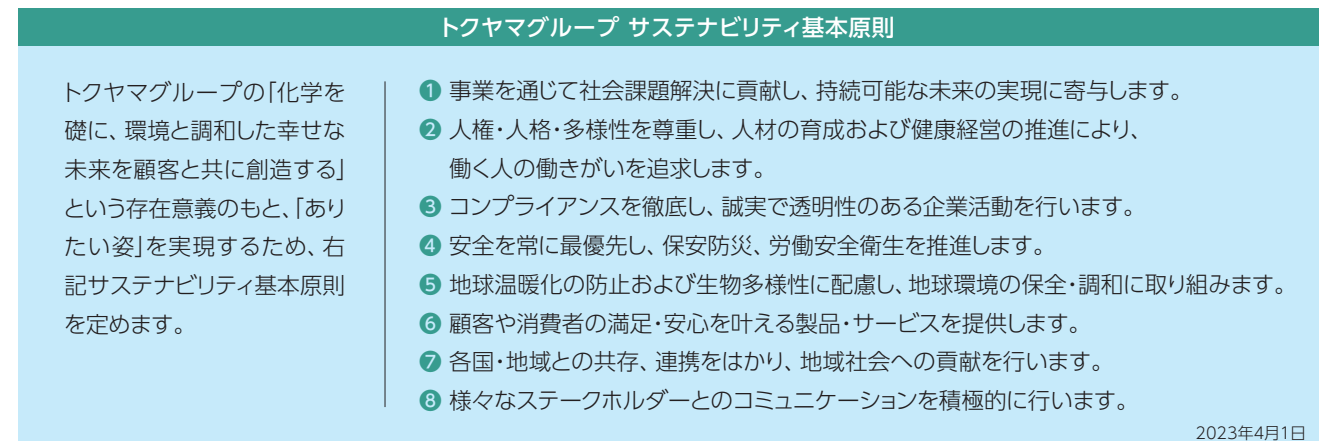 トクヤマグループ サステナビリティ基本原則
トクヤマグループの「化学を
礎に、環境と調和した幸せな
未来を顧客と共に創造する」
という存在意義のもと、「あり
たい姿」を実現するため、右
記サステナビリティ基本原則
を定めます。
❶ 事業を通じて社会課題解決に貢献し、持続可能な未来の実現に寄与します。
❷ 人権・人格・多様性を尊重し、人材の育成および健康経営の推進により、
働く人の働きがいを追求します。
❸ コンプライアンスを徹底し、誠実で透明性のある企業活動を行います。
❹ 安全を常に最優先し、保安防災、労働安全衛生を推進します。
❺ 地球温暖化の防止および生物多様性に配慮し、地球環境の保全・調和に取り組みます。
❻ 顧客や消費者の満足・安心を叶える製品・サービスを提供します。
❼ 各国・地域との共存、連携をはかり、地域社会への貢献を行います。
❽ 様々なステークホルダーとのコミュニケーションを積極的に行います。
2023年4月1日